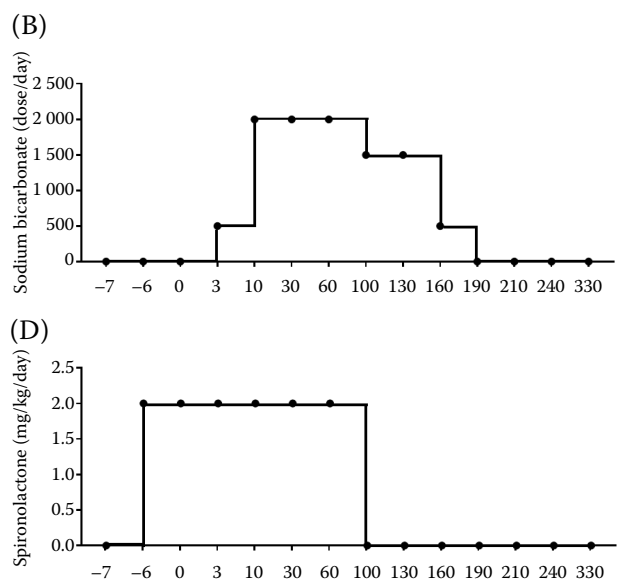 (B)
Sodium bicarbonate (dose/day)
2 500
2 000
1 500
1 000
500
0
−7 −6 0 3 10 30 60 100 130 160 190 210 240 330
(D)
Spironolactone (mg/kg/day)
2.5
2.0
1.5
1.0
0.5
0.0
−7 −6 0 3 10 30 60 100 130 160 190 210 240 330